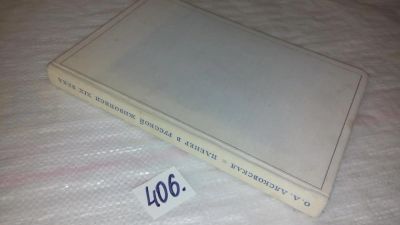 О. А. ЛЯСКОВСКАЯ • ПЛЕНЕР В РУССКОЙ ЖИВОПИСИ XIX ВЕКА
406.